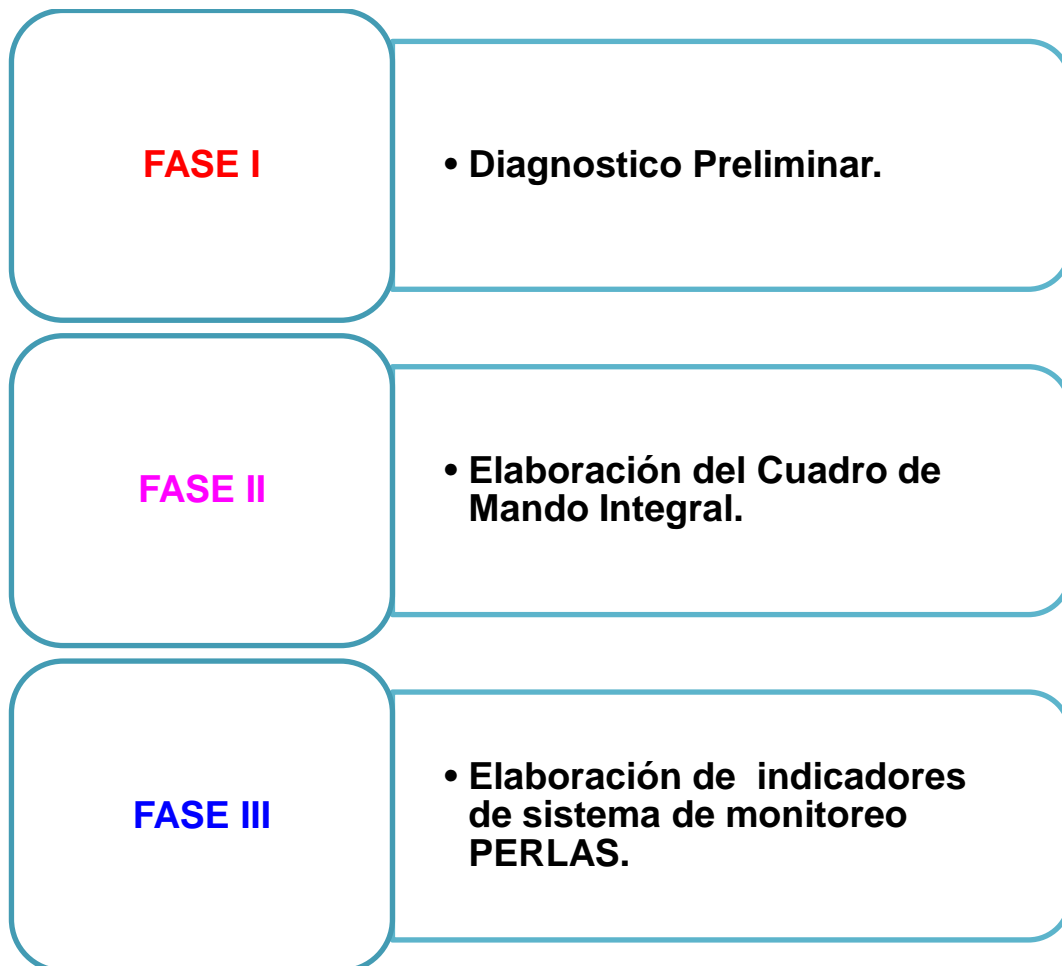 FASE I
• Diagnostico Preliminar.
FASE II
• Elaboración del Cuadro de
Mando Integral.
FASE III
• Elaboración de  indicadores
de sistema de monitoreo
PERLAS.